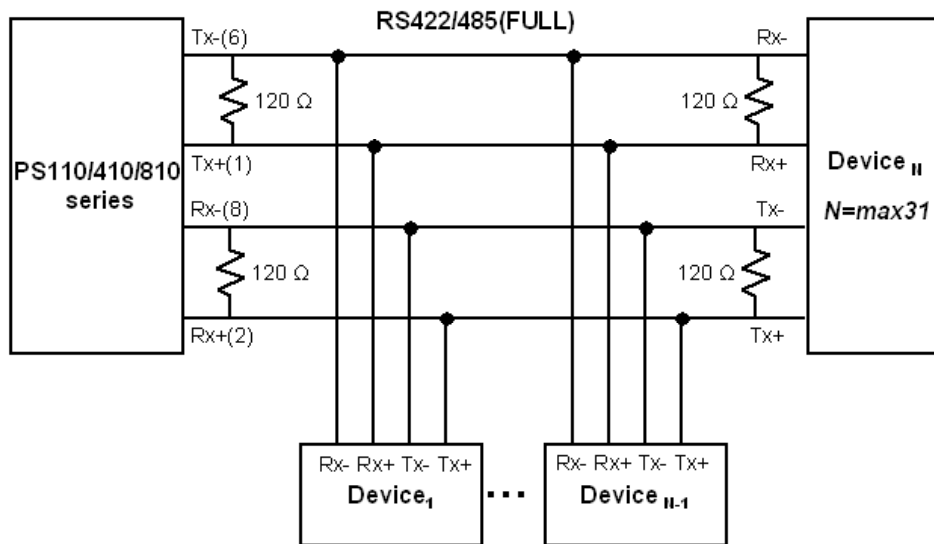 RS422/485(FULL)
Tx-(6)
Rx-
120 Ω
120 Ω
PS110/410/810
series
Tx+(1)
Rx+
Device N
N=max31
Rx-(8)
Tx-
120 Ω
120 Ω
Rx+(2)
Tx+
Rx- Rx+ Tx- Tx+
Device1
...
Rx- Rx+ Tx- Tx+
Device N-1